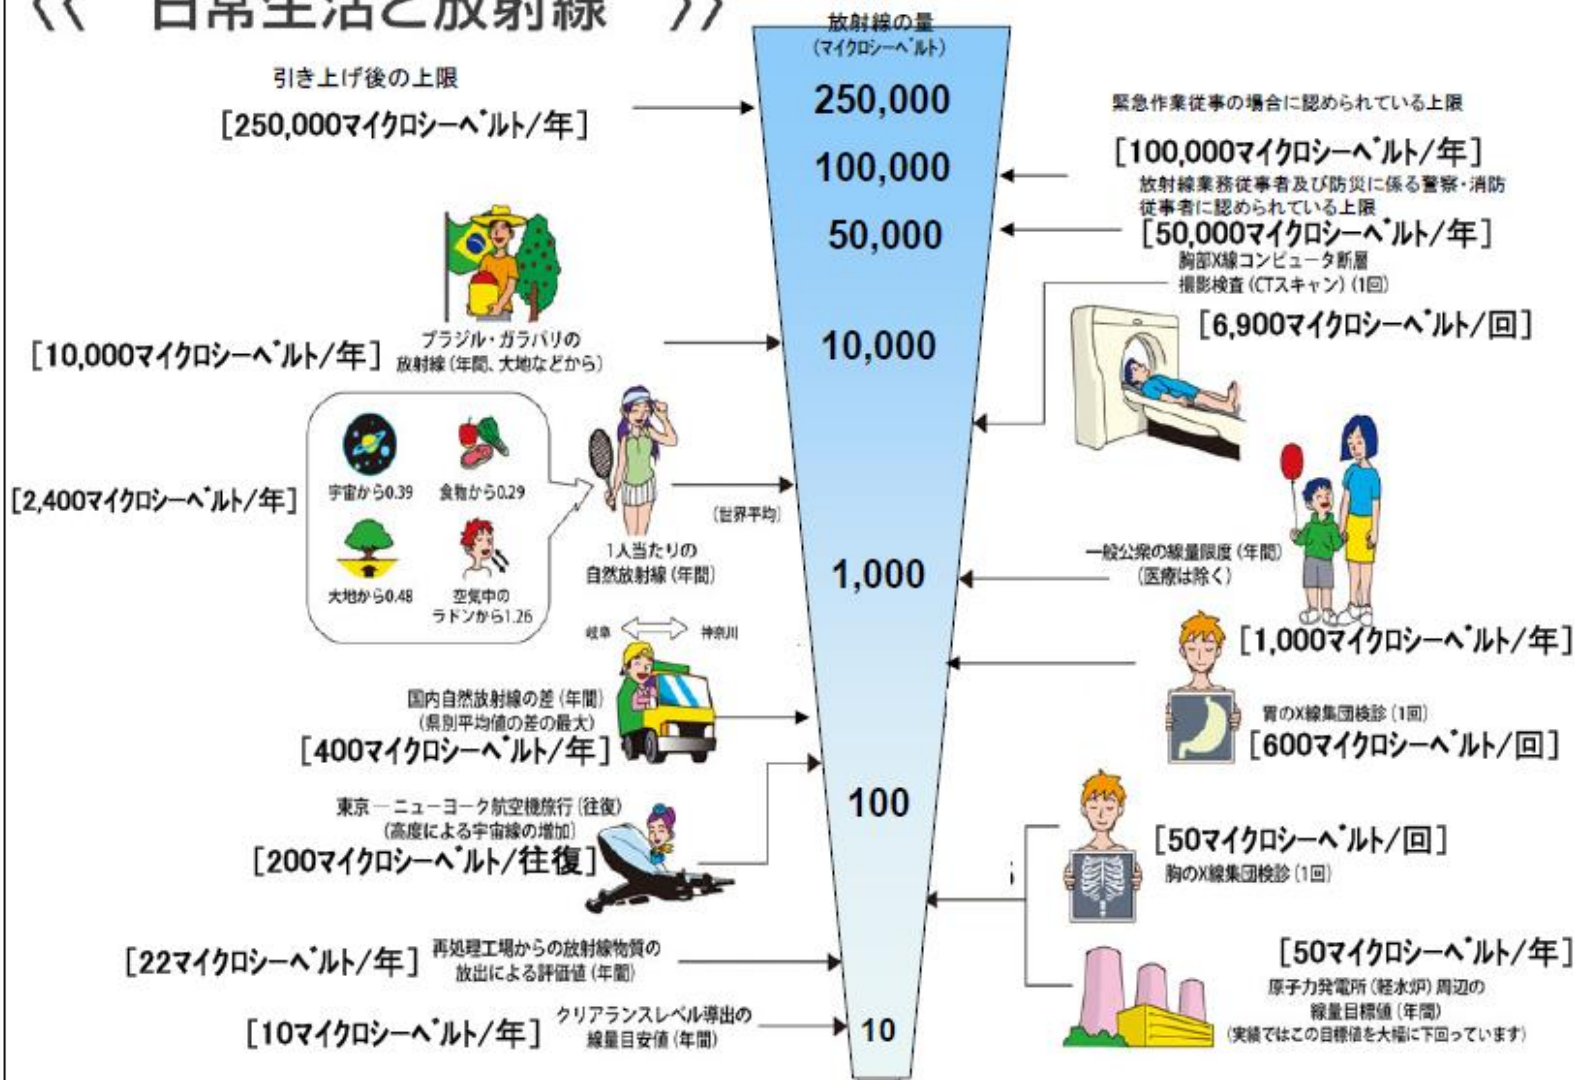 《 日常生活と放射線 》
放射線の量
(マイクロシーベルト)
引き上げ後の上限
[250,000マイクロシーベルト/年]
250,000
緊急作業従事の場合に認められている上限
[100,000マイクロシーベルト/年]
100,000
放射線業務従事者及び防災に係る警察・消防
従事者に認められている上限
[50,000マイクロシーベルト/年]
50,000
胸部X線コンピュータ断層
撮影検査(CTスキャン)(1回)
[6,900マイクロシーベルト/回]
ブラジル・ガラパリの
放射線(年間、大地などから)
[10,000マイクロシーベルト/年]
10,000
宇宙から0.39
食物から0.29
大地から0.48
空気中の
ラドンから1.26
[2,400マイクロシーベルト/年]
(世界平均)
1人当たりの
自然放射線(年間)
1,000
一般公衆の線量限度(年間)
(医療は除く)
[1,000マイクロシーベルト/年]
岐阜
神奈川
国内自然放射線の差(年間)
(県別平均値の差の最大)
[400マイクロシーベルト/年]
胃のX線集団検診(1回)
[600マイクロシーベルト/回]
東京―ニューヨーク航空機旅行(往復)
(高度による宇宙線の増加)
[200マイクロシーベルト/往復]
100
[50マイクロシーベルト/回]
胸のX線集団検診(1回)
[22マイクロシーベルト/年]
再処理工場からの放射線物質の
放出による評価値(年間)
[50マイクロシーベルト/年]
原子力発電所(軽水炉)周辺の
線量目標値(年間)
(実績ではこの目標値を大幅に下回っています)
[10マイクロシーベルト/年]
クリアランスレベル導出の
線量目安値(年間)
10